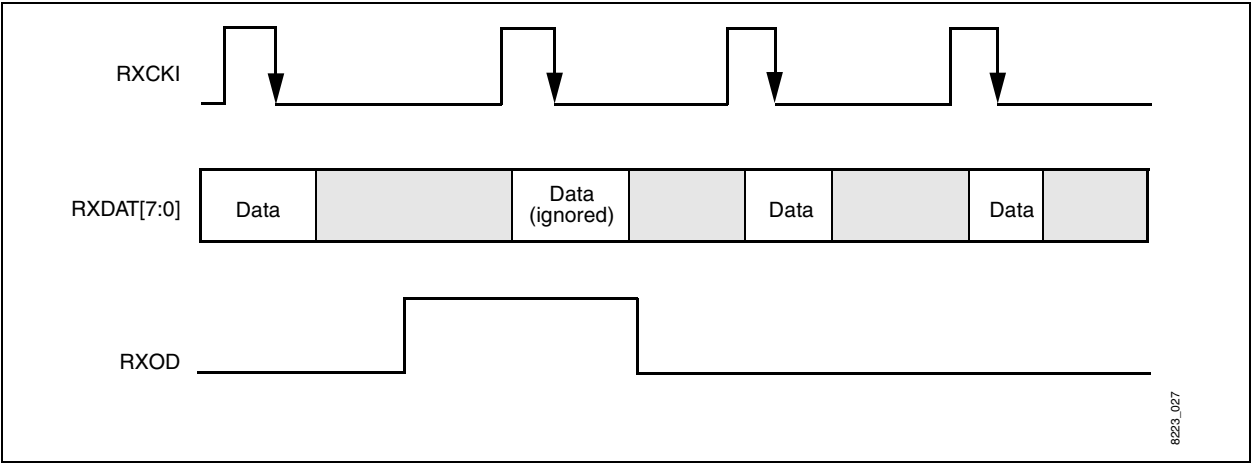 RXCKI
RXDAT[7:0]
Data
Data
(ignored)
Data
Data
RXOD
8223_027